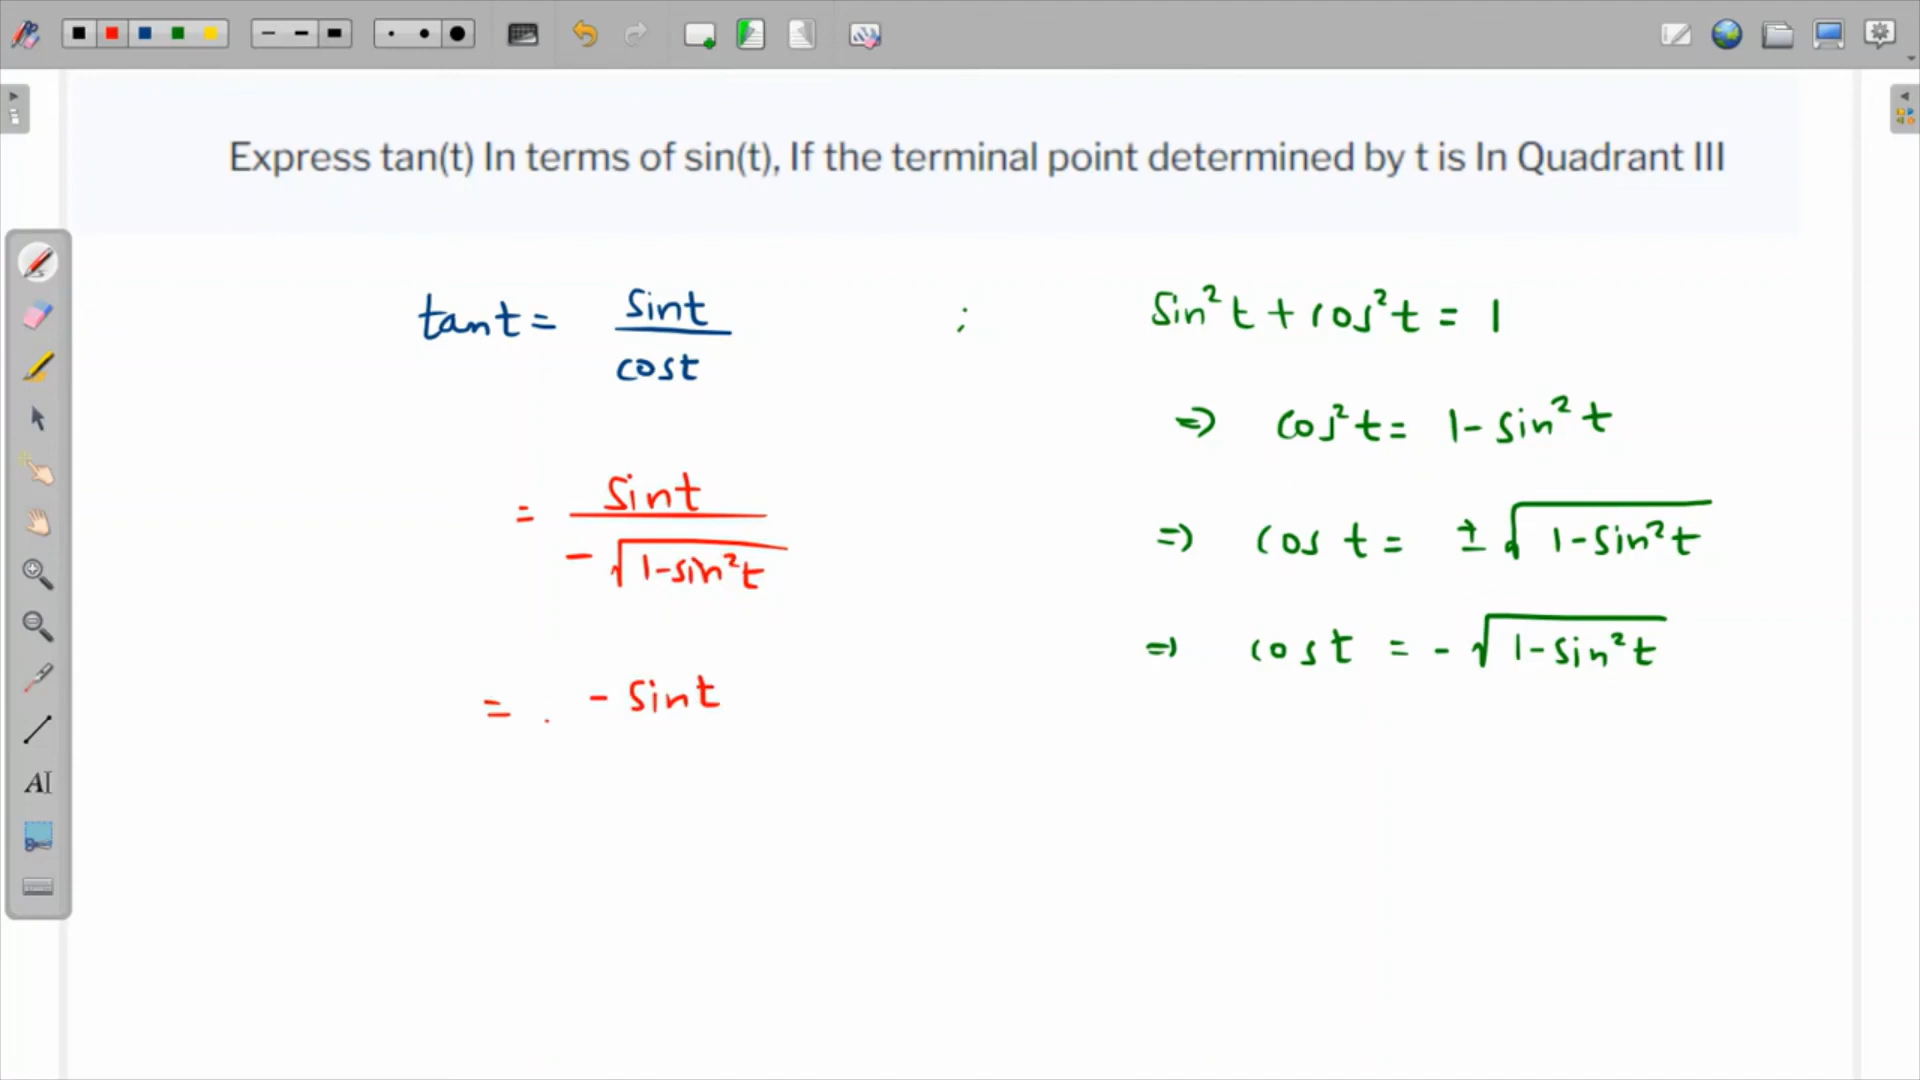 Express tan(t) In terms of sin(t), If the terminal point determined by t is In Quadrant III
tant = sint / cost ; sin²t + cos²t = 1
⇒ cos²t = 1 - sin²t
= sint / -√(1-sin²t)
⇒ cos t = ± √(1-sin²t)
⇒ cos t = - √(1-sin²t)
= . - sint
AI